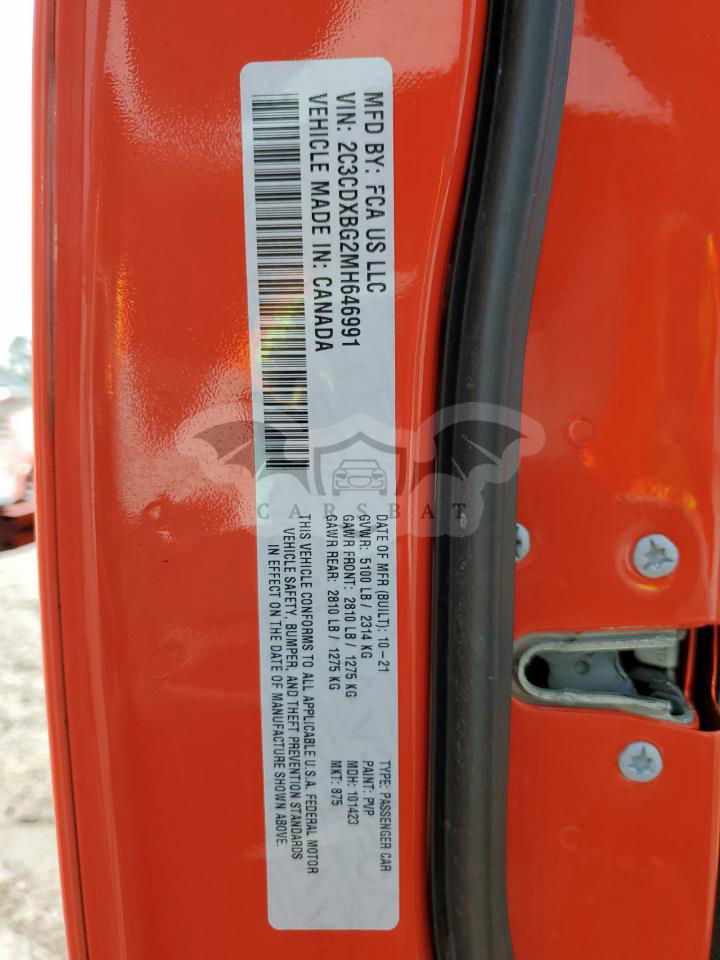 MFD BY: FCA US LLC
VIN: 2C3CDXBG2MH646991
VEHICLE MADE IN: CANADA
DATE OF MFR (BUILT): 10-21
GVWR: 5100 LB / 2314 KG
GAWR FRONT: 2810 LB / 1275 KG
GAWR REAR: 2810 LB / 1275 KG
THIS VEHICLE CONFORMS TO ALL APPLICABLE U.S.A. FEDERAL MOTOR
VEHICLE SAFETY, BUMPER, AND THEFT PREVENTION STANDARDS
IN EFFECT ON THE DATE OF MANUFACTURE SHOWN ABOVE.
TYPE: PASSENGER CAR
PAINT: PVP
MDH: 101423
MKT: 875
CARSBAT